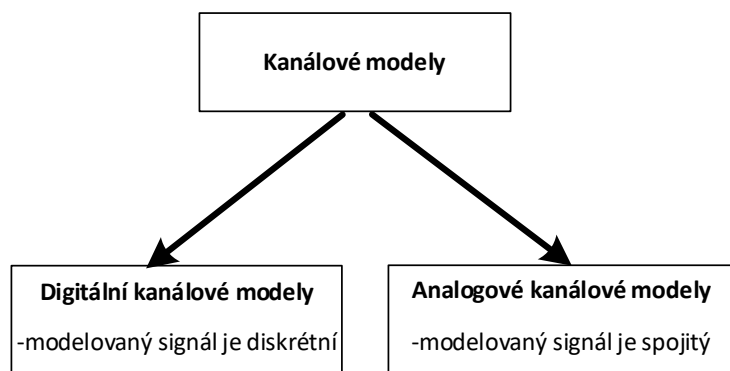 Kanálové modely
Digitální kanálové modely
-modelovaný signál je diskrétní
Analogové kanálové modely
-modelovaný signál je spojitý